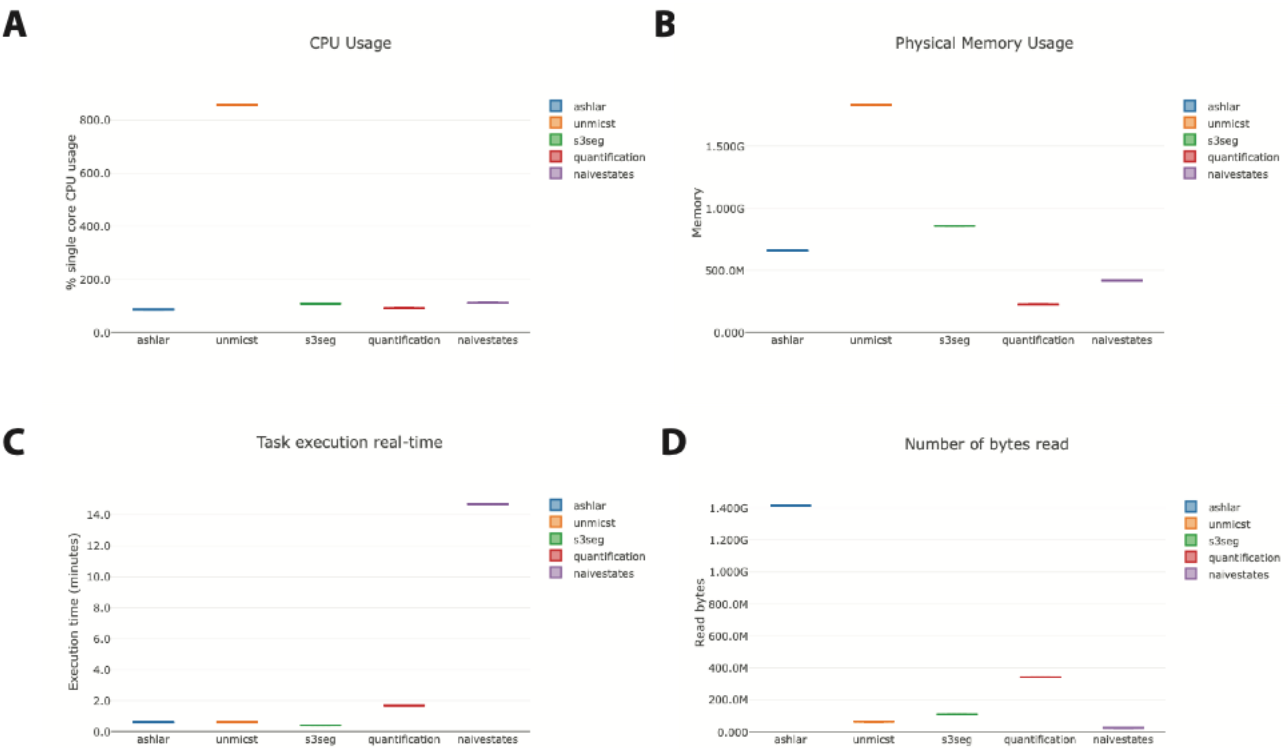 A
CPU Usage
% single core CPU usage
800.0
600.0
400.0
200.0
0.0
ashlar unmicst s3seg quantification naivestates
ashlar
unmicst
s3seg
quantification
naivestates
B
Physical Memory Usage
Memory
1.500G
1.000G
500.0M
0.000
ashlar unmicst s3seg quantification naivestates
ashlar
unmicst
s3seg
quantification
naivestates
C
Task execution real-time
Execution time (minutes)
14.0
12.0
10.0
8.0
6.0
4.0
2.0
0.0
ashlar unmicst s3seg quantification naivestates
ashlar
unmicst
s3seg
quantification
naivestates
D
Number of bytes read
Read bytes
1.400G
1.200G
1.000G
800.0M
600.0M
400.0M
200.0M
0.000
ashlar unmicst s3seg quantification naivestates
ashlar
unmicst
s3seg
quantification
naivestates